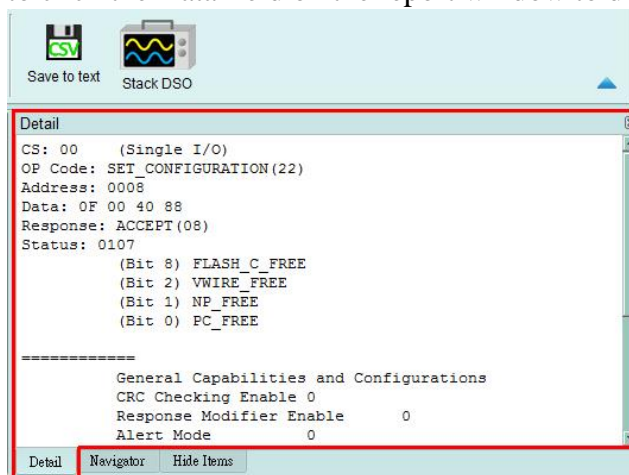 CSV
Save to text
Stack DSO
Detail
CS: 00 (Single I/O)
OP Code: SET_CONFIGURATION(22)
Address: 0008
Data: 0F 00 40 88
Response: ACCEPT(08)
Status: 0107
(Bit 8) FLASH_C_FREE
(Bit 2) VWIRE_FREE
(Bit 1) NP_FREE
(Bit 0) PC_FREE
============
General Capabilities and Configurations
CRC Checking Enable 0
Response Modifier Enable 0
Alert Mode 0
Detail Navigator Hide Items